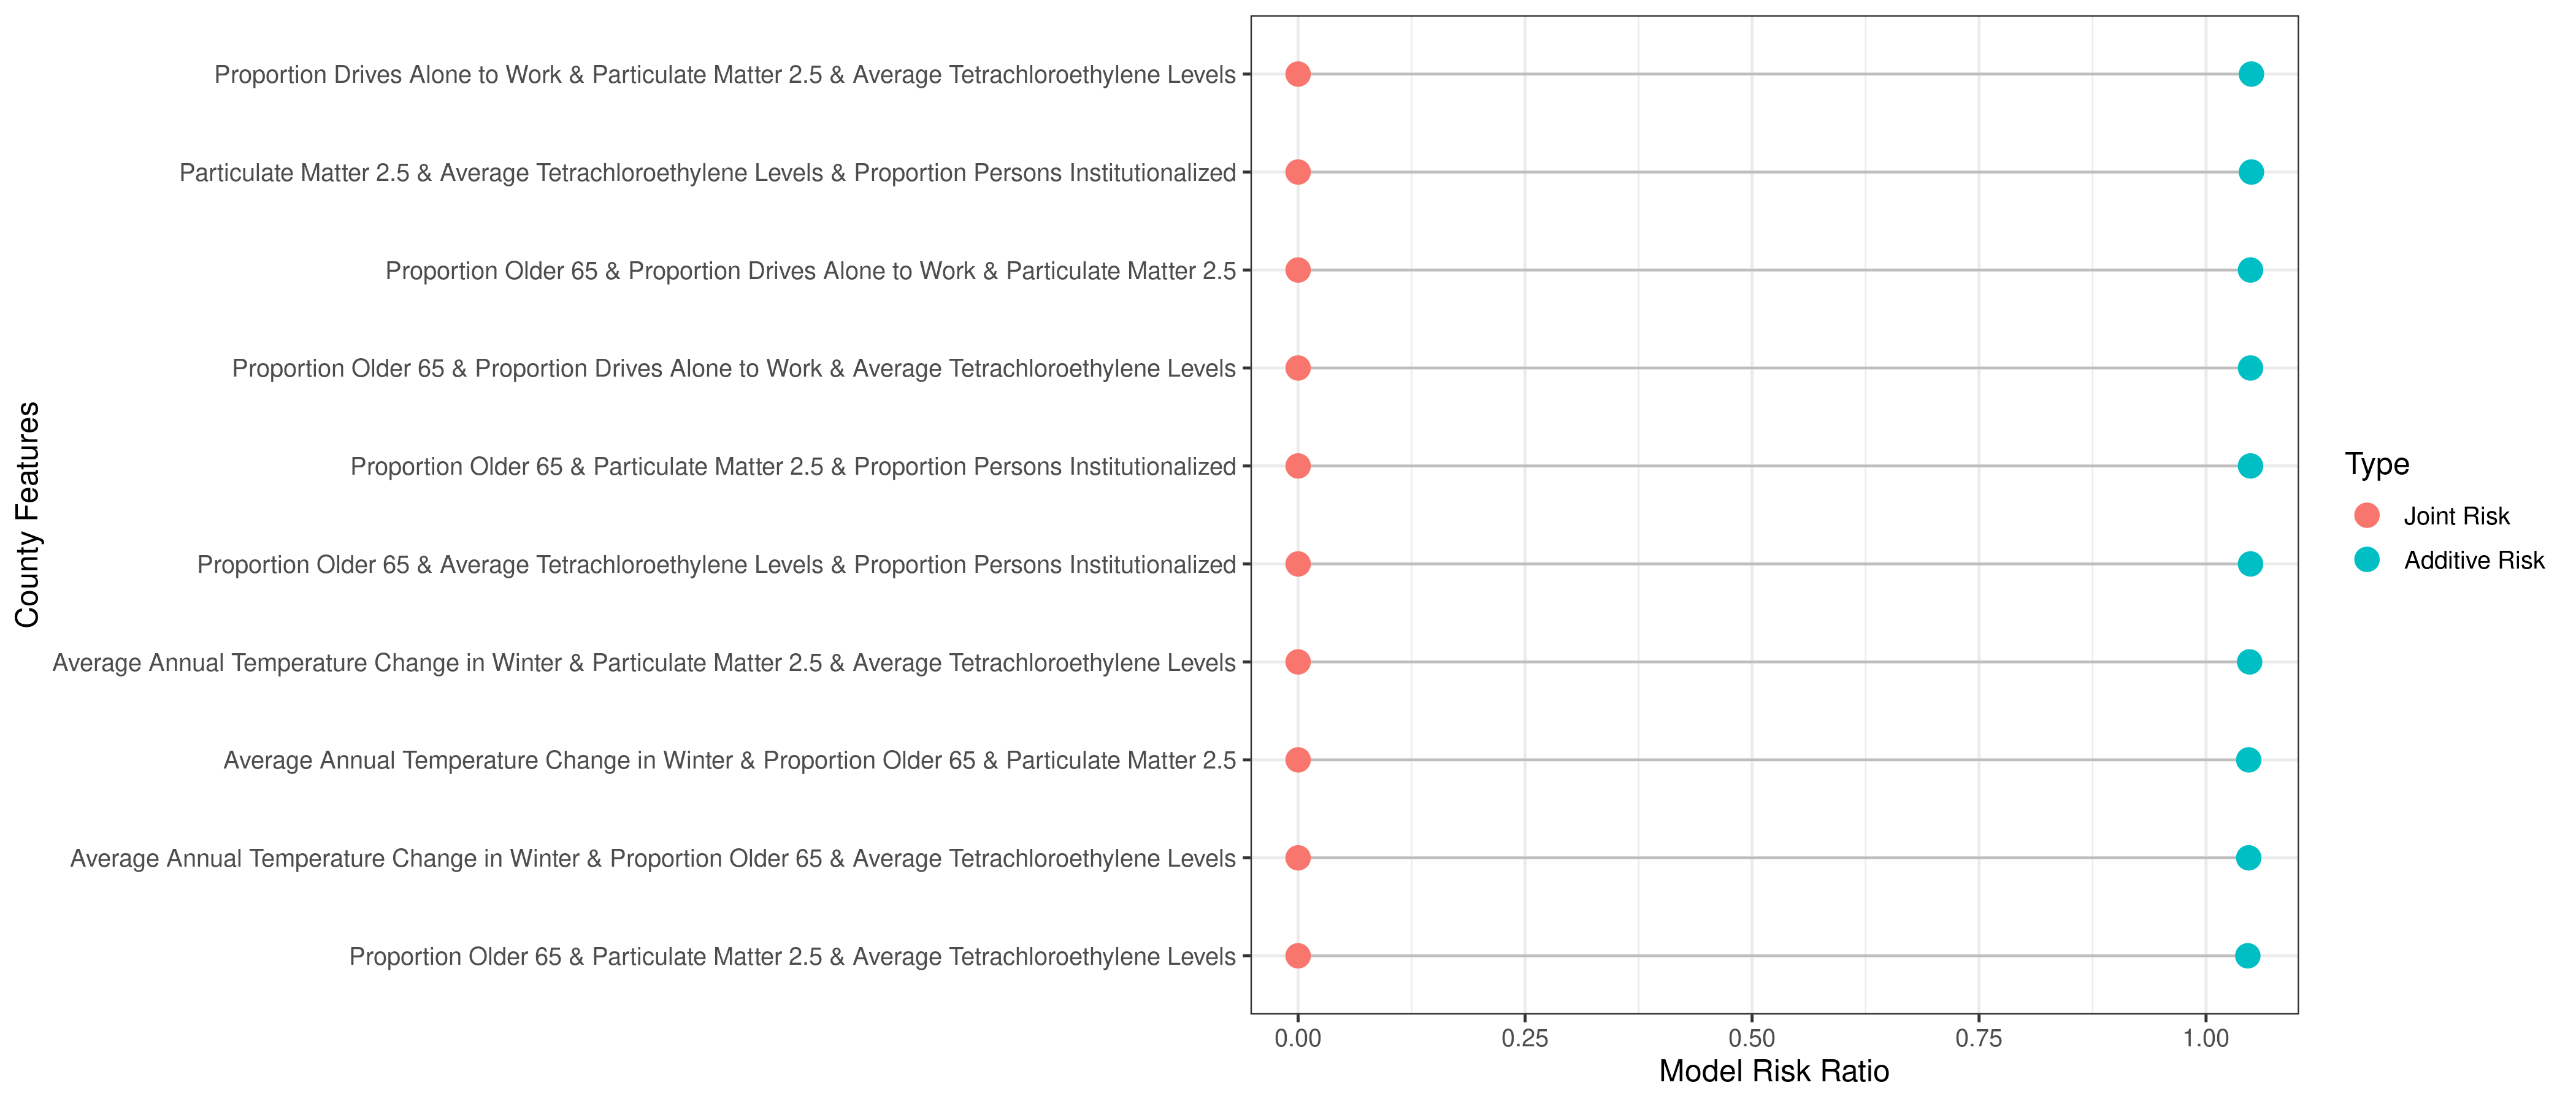 Proportion Drives Alone to Work & Particulate Matter 2.5 & Average Tetrachloroethylene Levels
Particulate Matter 2.5 & Average Tetrachloroethylene Levels & Proportion Persons Institutionalized
Proportion Older 65 & Proportion Drives Alone to Work & Particulate Matter 2.5
Proportion Older 65 & Proportion Drives Alone to Work & Average Tetrachloroethylene Levels
Proportion Older 65 & Particulate Matter 2.5 & Proportion Persons Institutionalized
Proportion Older 65 & Average Tetrachloroethylene Levels & Proportion Persons Institutionalized
Average Annual Temperature Change in Winter & Particulate Matter 2.5 & Average Tetrachloroethylene Levels
Average Annual Temperature Change in Winter & Proportion Older 65 & Particulate Matter 2.5
Average Annual Temperature Change in Winter & Proportion Older 65 & Average Tetrachloroethylene Levels
Proportion Older 65 & Particulate Matter 2.5 & Average Tetrachloroethylene Levels
County Features
0.00 0.25 0.50 0.75 1.00
Model Risk Ratio
Type
Joint Risk
Additive Risk